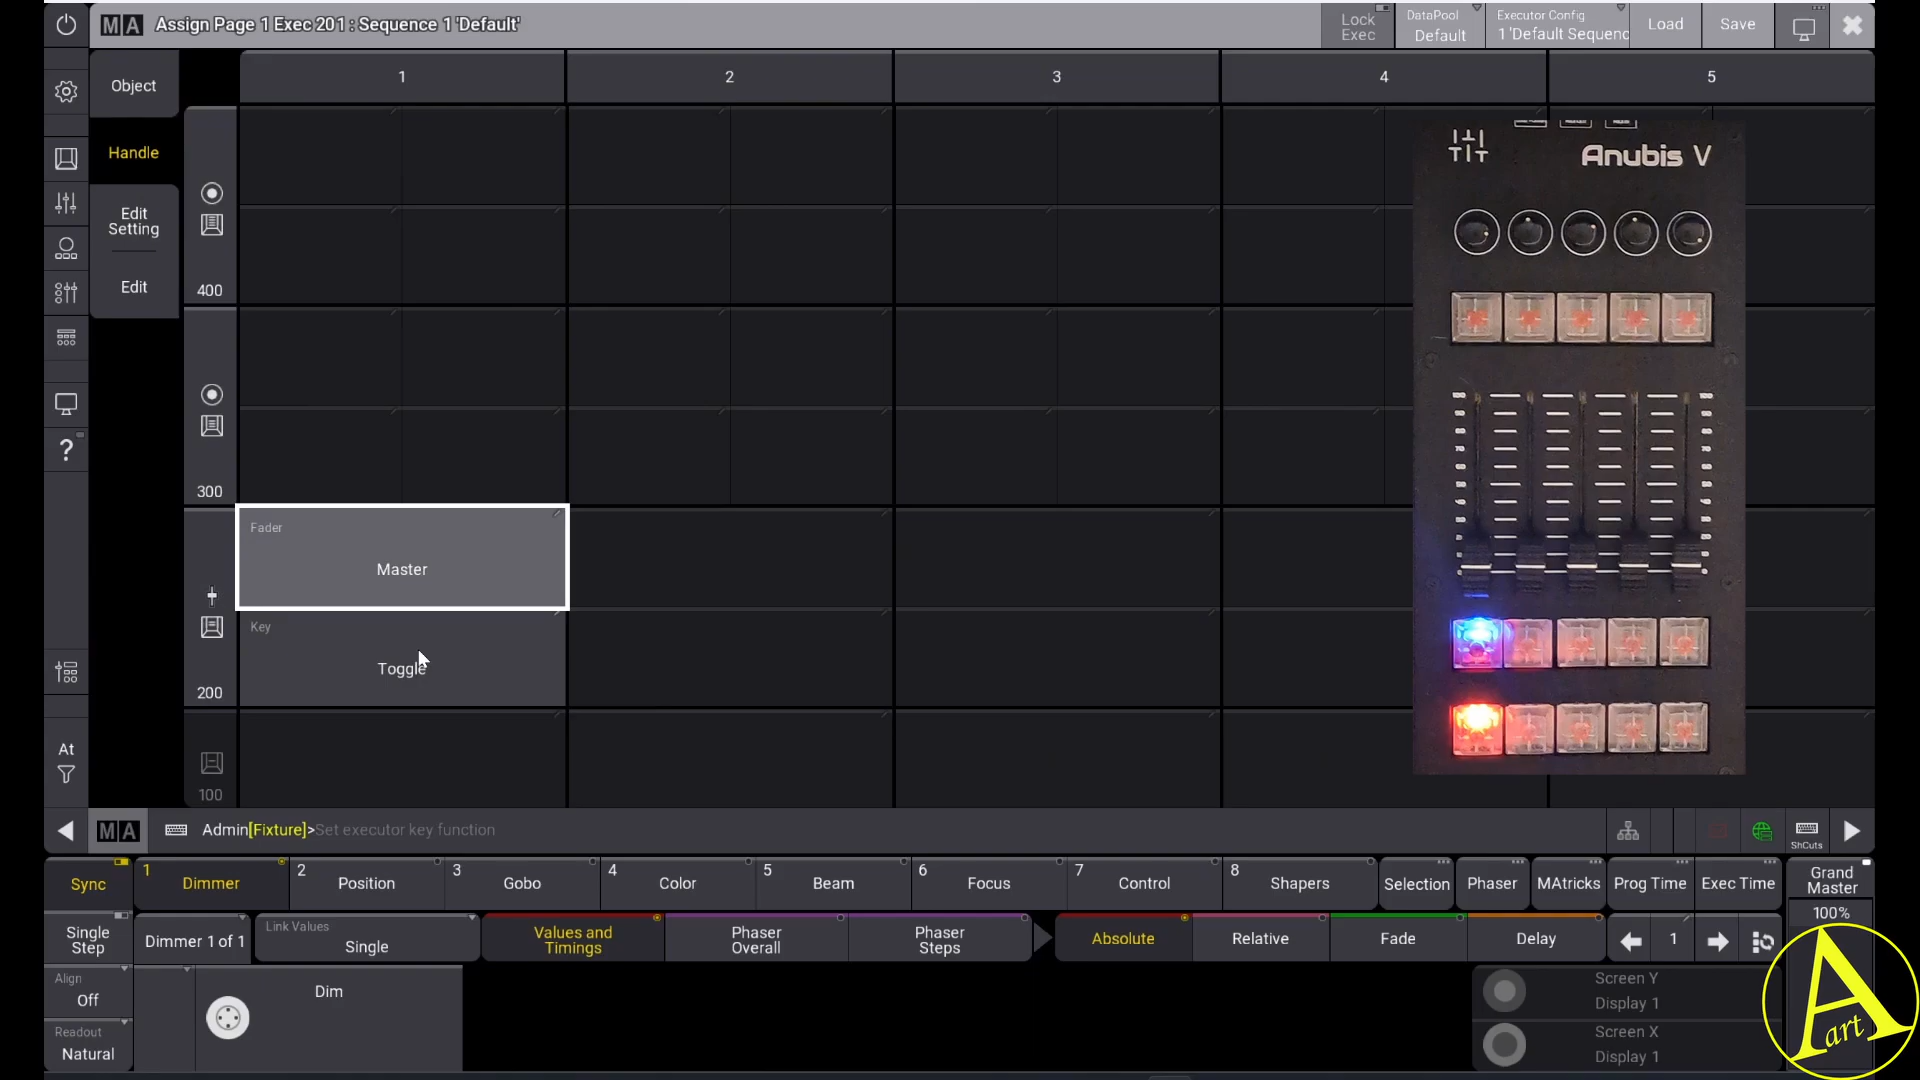 MA Assign Page 1 Exec 201 : Sequence 1 'Default'
Lock
Exec
DataPool
Default
Executor Config
1 'Default Sequenc
Load
Save
Object
Handle
Edit
Setting
Edit
1
2
3
4
5
400
300
200
100
Fader
Master
Key
Toggle
Anubis V
?
At
MA
Admin[Fixture]>Set executor key function
ShCuts
Sync
1
Dimmer
2
Position
3
Gobo
4
Color
5
Beam
6
Focus
7
Control
8
Shapers
Selection
Phaser
MAtricks
Prog Time
Exec Time
Grand
Master
100%
Single
Step
Dimmer 1 of 1
Link Values
Single
Values and
Timings
Phaser
Overall
Phaser
Steps
Absolute
Relative
Fade
Delay
1
Align
Off
Readout
Natural
Dim
Screen Y
Display 1
Screen X
Display 1
A
art